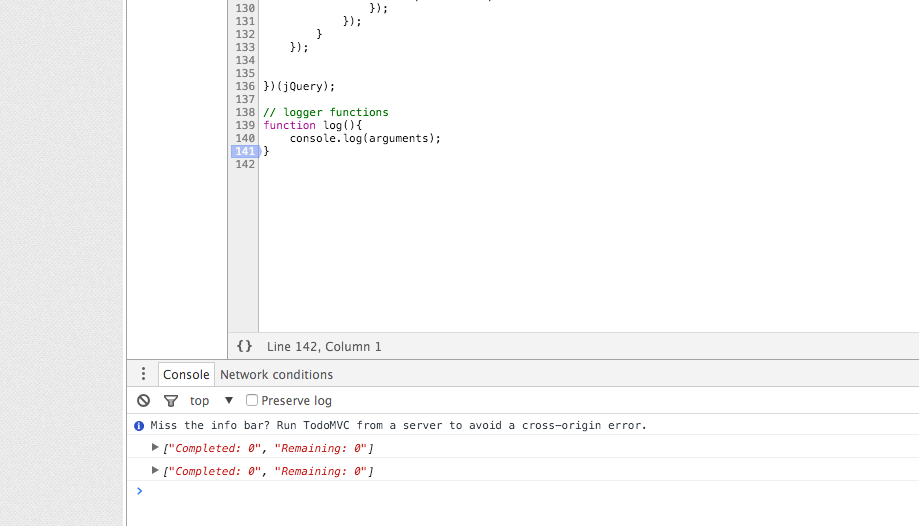 130 });
131 });
132 }
133 });
134
135
136 })(jQuery);
137
138 // logger functions
139 function log(){
140 console.log(arguments);
141 }
142
{} Line 142, Column 1
Console Network conditions
top Preserve log
Miss the info bar? Run TodoMVC from a server to avoid a cross-origin error.
["Completed: 0", "Remaining: 0"]
["Completed: 0", "Remaining: 0"]
>